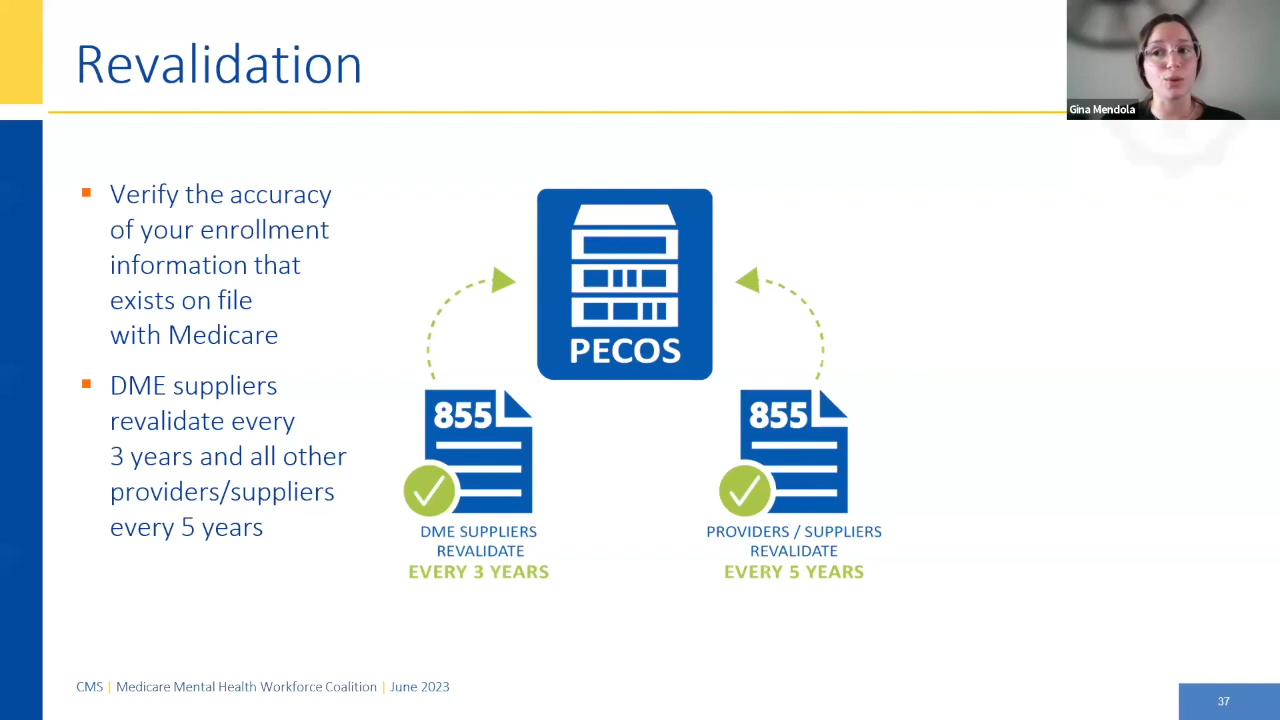 Revalidation
Gina Mendola
Verify the accuracy
of your enrollment
information that
exists on file
with Medicare
DME suppliers
revalidate every
3 years and all other
providers/suppliers
every 5 years
PECOS
855
855
DME SUPPLIERS
REVALIDATE
EVERY 3 YEARS
PROVIDERS / SUPPLIERS
REVALIDATE
EVERY 5 YEARS
CMS | Medicare Mental Health Workforce Coalition | June 2023
37